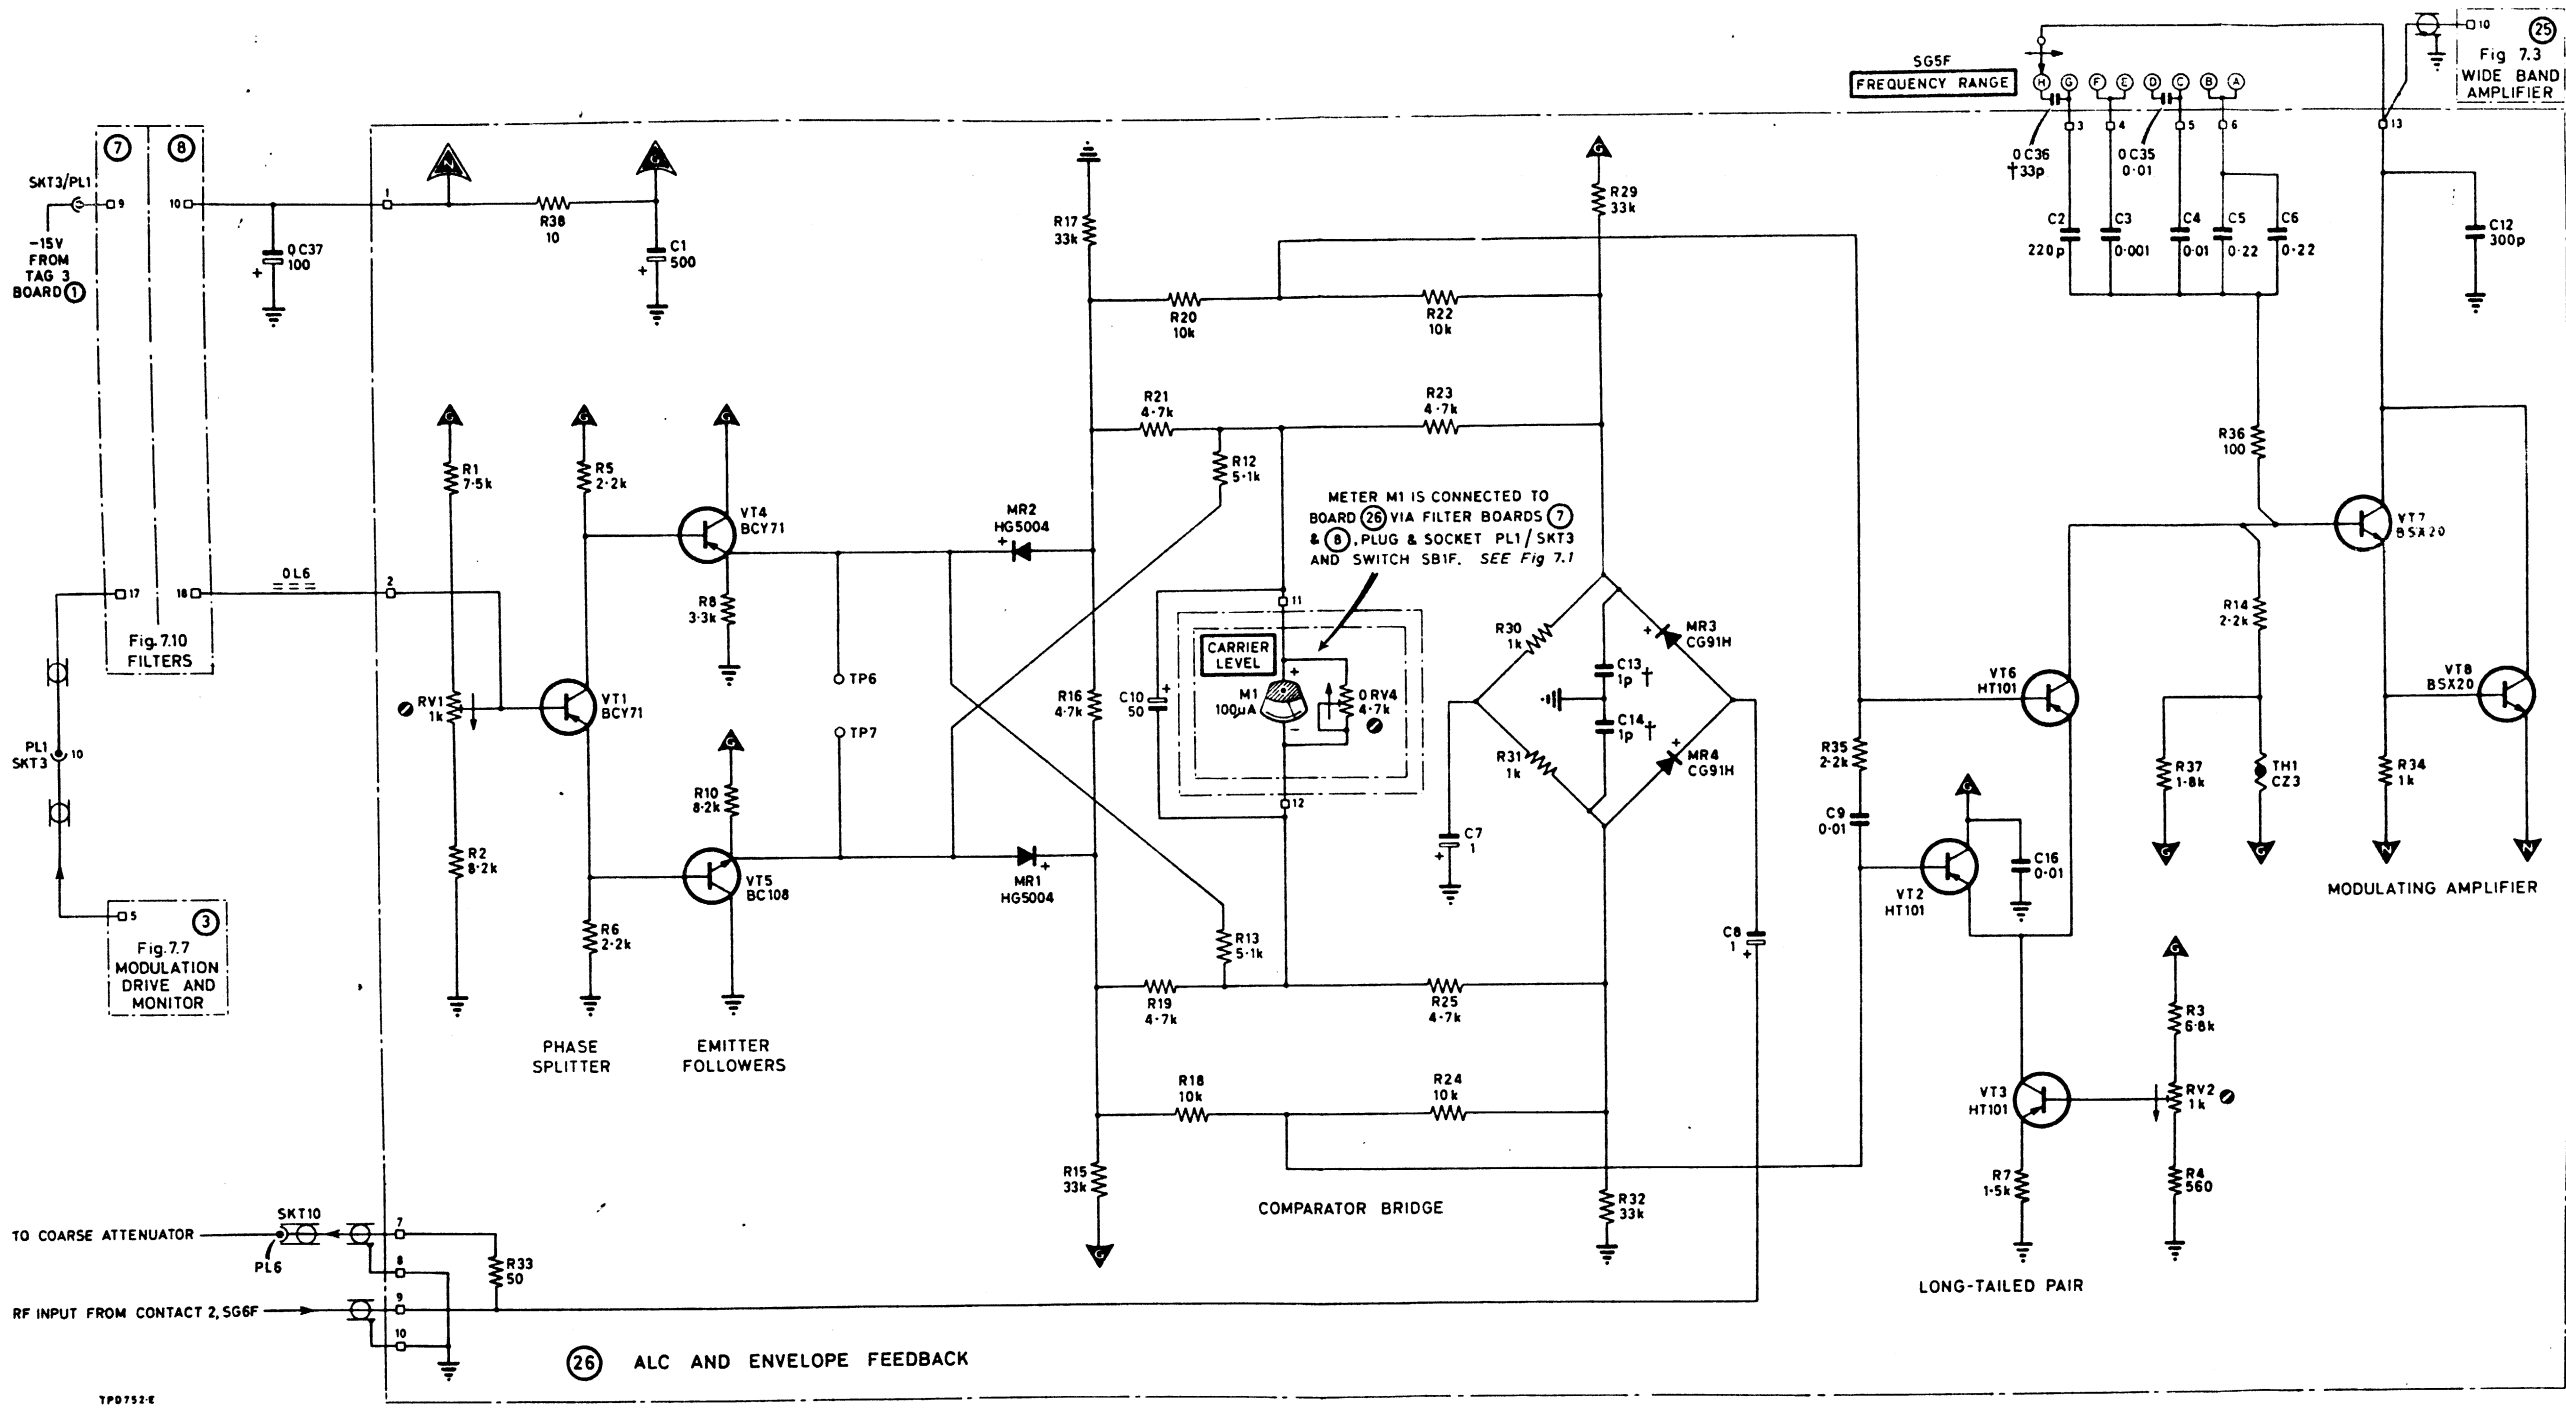 10
25
Fig 7.3
WIDE BAND
AMPLIFIER
SG5F
FREQUENCY RANGE
H G F E D C B A
3
4
5
6
13
0C36
†33p
0C35
0.01
7
8
SKT3/PL1
9
10
1
N
G
-15V
FROM
TAG 3
BOARD 1
0C37
100
+
R38
10
C1
500
+
R17
33k
G
R29
33k
C2
220p
C3
0.001
C4
0.01
C5
0.22
C6
0.22
C12
300p
R20
10k
R22
10k
G
R1
7.5k
G
R5
2.2k
G
VT4
BCY71
R21
4.7k
R23
4.7k
R12
5.1k
R36
100
METER M1 IS CONNECTED TO
BOARD 26 VIA FILTER BOARDS 7
& 8, PLUG & SOCKET PL1/SKT3
AND SWITCH SB1F. SEE Fig 7.1
MR2
HG5004
+
VT7
BSX20
17
18
0L6
2
Fig.7.10
FILTERS
R8
3.3k
11
R30
1k
MR3
CG91H
+
R14
2.2k
CARRIER
LEVEL
+
M1
100µA
-
0RV4
4.7k
C13
1p †
C14
1p †
RV1
1k
VT1
BCY71
TP6
TP7
R16
4.7k
C10
50
+
VT6
HT101
VT8
BSX20
PL1
SKT3
10
R31
1k
MR4
CG91H
+
R35
2.2k
R37
1.8k
TH1
CZ3
R34
1k
G
R10
8.2k
12
C7
1
+
C9
0.01
G
C16
0.01
G
G
N
N
R2
8.2k
VT5
BC108
MR1
HG5004
+
VT2
HT101
MODULATING AMPLIFIER
5
3
Fig.7.7
MODULATION
DRIVE AND
MONITOR
R6
2.2k
R13
5.1k
C8
1
+
G
R19
4.7k
R25
4.7k
R3
6.8k
PHASE
SPLITTER
EMITTER
FOLLOWERS
R18
10k
R24
10k
VT3
HT101
RV2
1k
R15
33k
R32
33k
R7
1.5k
R4
560
COMPARATOR BRIDGE
G
TO COARSE ATTENUATOR
SKT10
PL6
7
8
R33
50
LONG-TAILED PAIR
RF INPUT FROM CONTACT 2, SG6F
9
10
26 ALC AND ENVELOPE FEEDBACK
TPD752-E